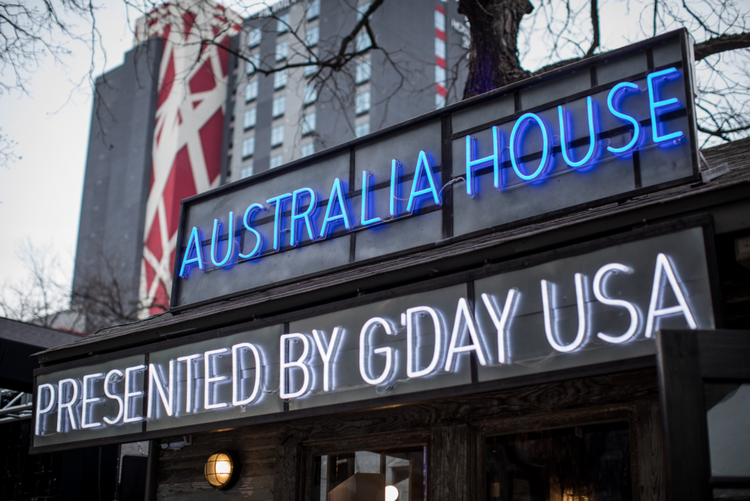 AUSTRALIA HOUSE
PRESENTED BY G'DAY USA